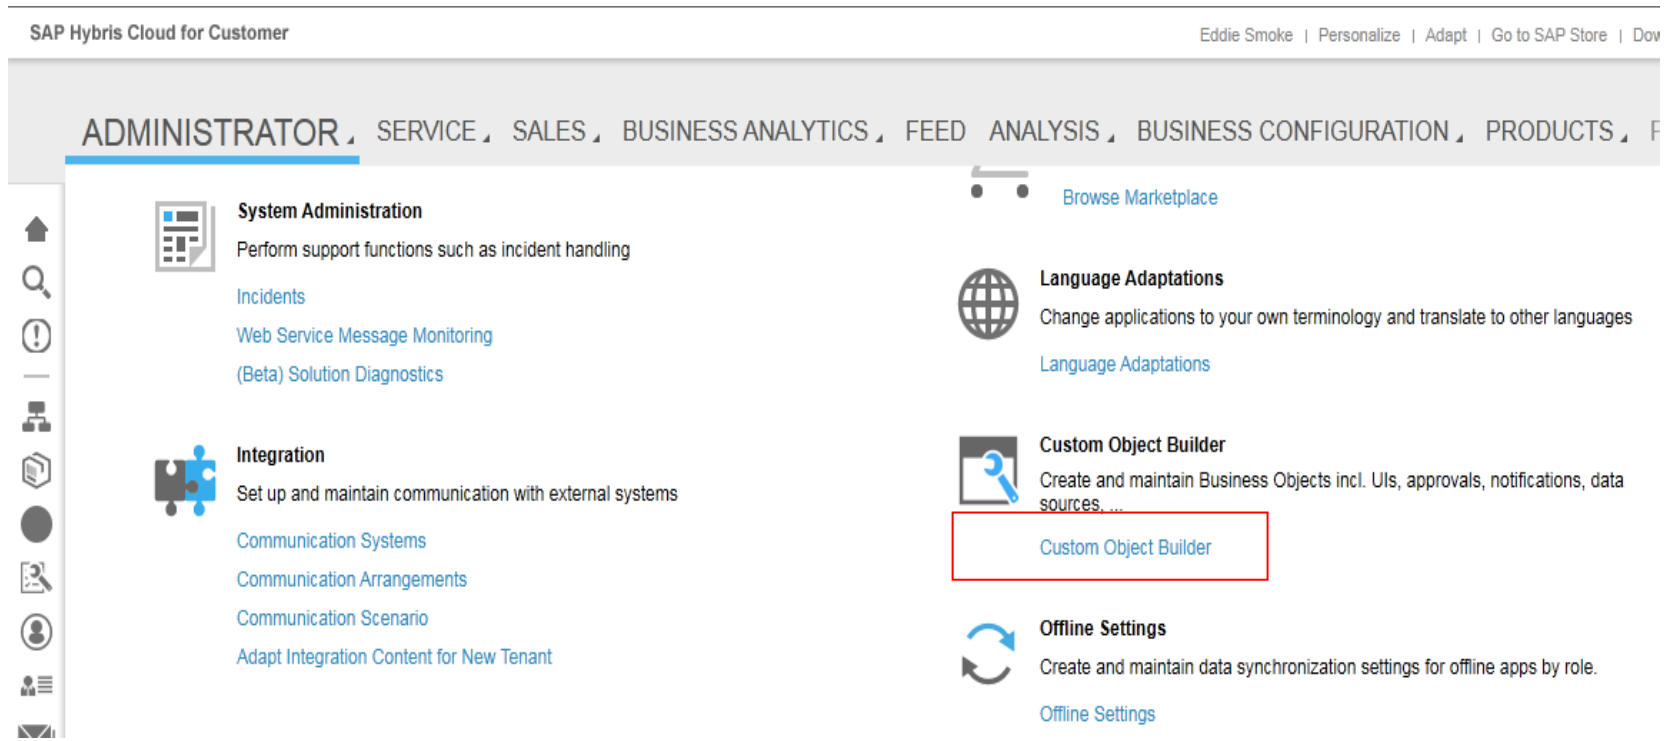 SAP Hybris Cloud for Customer
Eddie Smoke | Personalize | Adapt | Go to SAP Store |
ADMINISTRATOR SERVICE SALES BUSINESS ANALYTICS FEED ANALYSIS BUSINESS CONFIGURATION PRODUCTS
System Administration
Perform support functions such as incident handling
Incidents
Web Service Message Monitoring
(Beta) Solution Diagnostics
Integration
Set up and maintain communication with external systems
Communication Systems
Communication Arrangements
Communication Scenario
Adapt Integration Content for New Tenant
Browse Marketplace
Language Adaptations
Change applications to your own terminology and translate to other languages
Language Adaptations
Custom Object Builder
Create and maintain Business Objects incl. UIs, approvals, notifications, data
sources, ...
Custom Object Builder
Offline Settings
Create and maintain data synchronization settings for offline apps by role.
Offline Settings